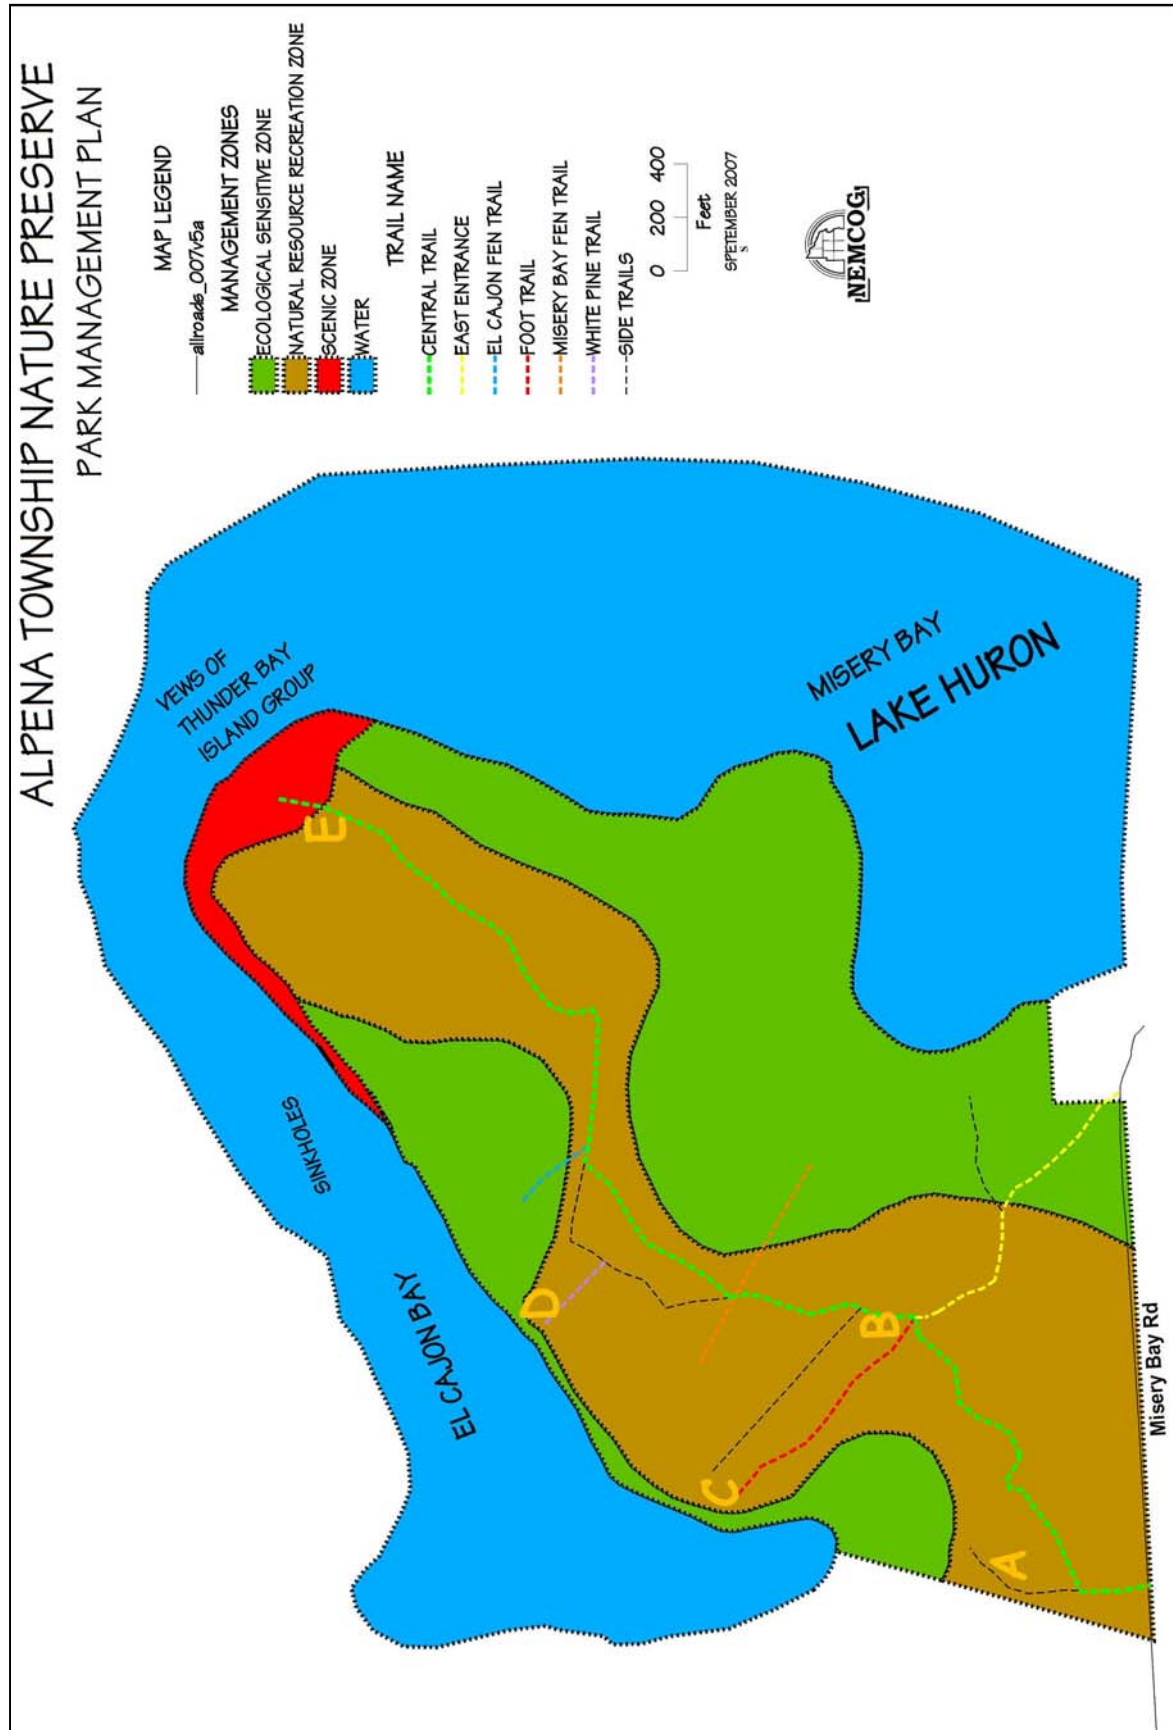 ALPENA TOWNSHIP NATURE PRESERVE
PARK MANAGEMENT PLAN
MAP LEGEND
allroads_007v5a
MANAGEMENT ZONES
ECOLOGICAL SENSITIVE ZONE
NATURAL RESOURCE RECREATION ZONE
SCENIC ZONE
WATER
TRAIL NAME
CENTRAL TRAIL
EAST ENTRANCE
EL CAJON FEN TRAIL
FOOT TRAIL
MISERY BAY FEN TRAIL
WHITE PINE TRAIL
SIDE TRAILS
0 200 400
Feet
SPETEMBER 2007
S
NEMCOG
VEWS OF
THUNDER BAY
ISLAND GROUP
SINKHOLES
EL CAJON BAY
MISERY BAY
LAKE HURON
E
D
C
B
A
Misery Bay Rd